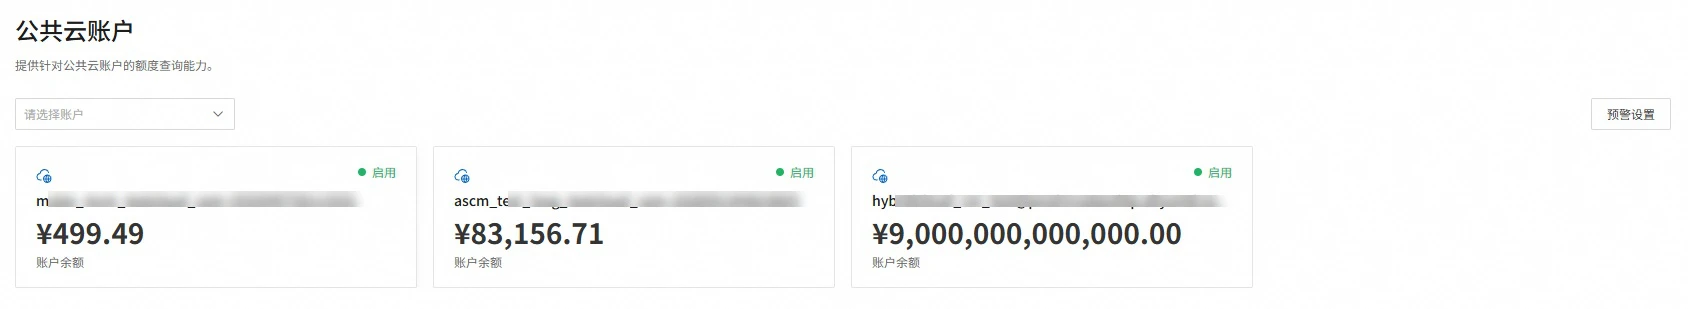 公共云账户
提供针对公共云账户的额度查询能力。
请选择账户
预警设置
启用
¥499.49
账户余额
启用
ascm_te
¥83,156.71
账户余额
启用
hyb
¥9,000,000,000,000.00
账户余额